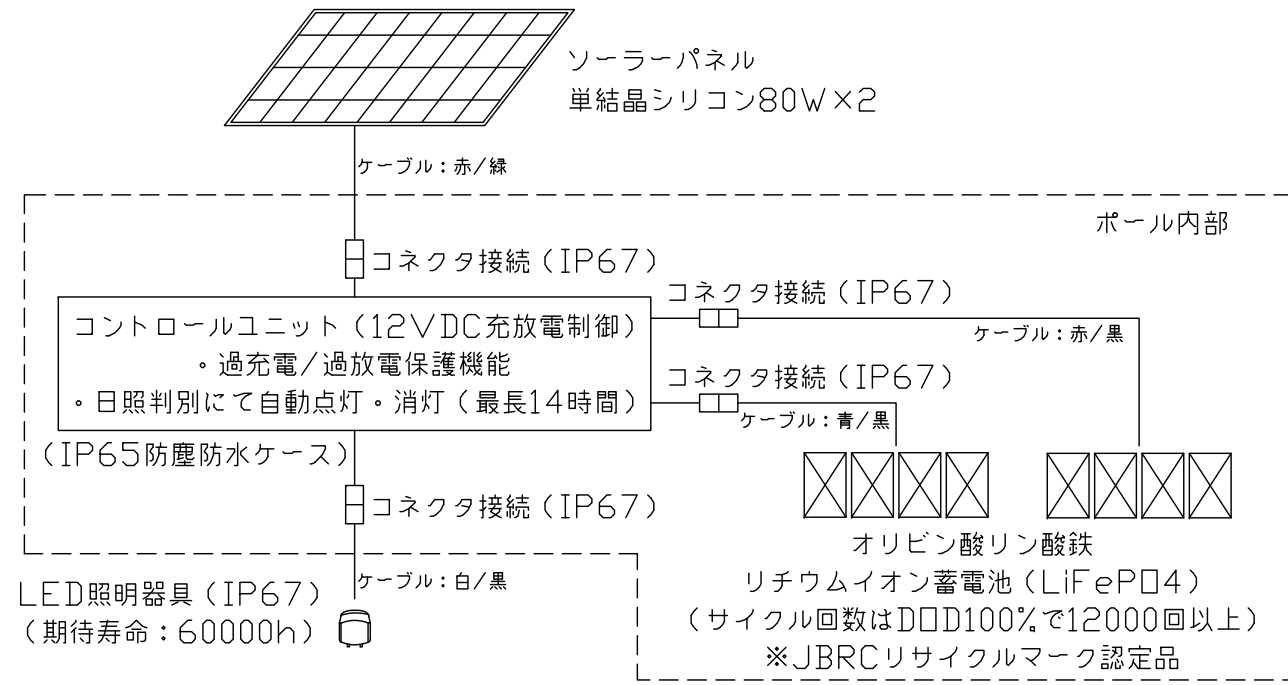 ソーラーパネル
単結晶シリコン80W×2
ケーブル：赤/緑
ポール内部
コネクタ接続（IP67）
コネクタ接続（IP67）
コントロールユニット（12VDC充放電制御）
・過充電/過放電保護機能
・日照判別にて自動点灯・消灯（最長14時間）
（IP65防塵防水ケース）
ケーブル：赤/黒
コネクタ接続（IP67）
ケーブル：青/黒
コネクタ接続（IP67）
オリビン酸リン酸鉄
リチウムイオン蓄電池（LiFePO4）
（サイクル回数はDOD100%で12000回以上）
※JBRCリサイクルマーク認定品
ケーブル：白/黒
LED照明器具（IP67）
（期待寿命：60000h）